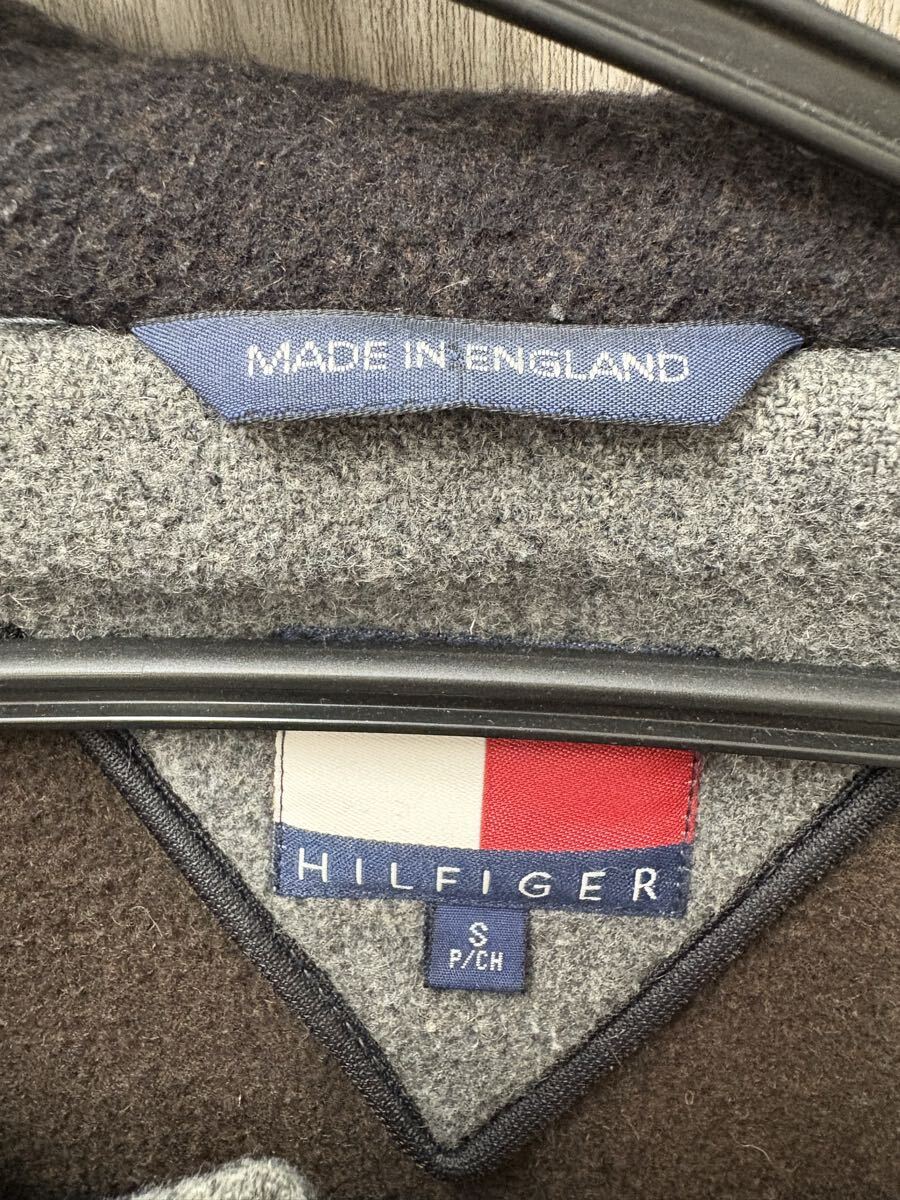 MADE IN ENGLAND
HILFIGER
S
P/CH